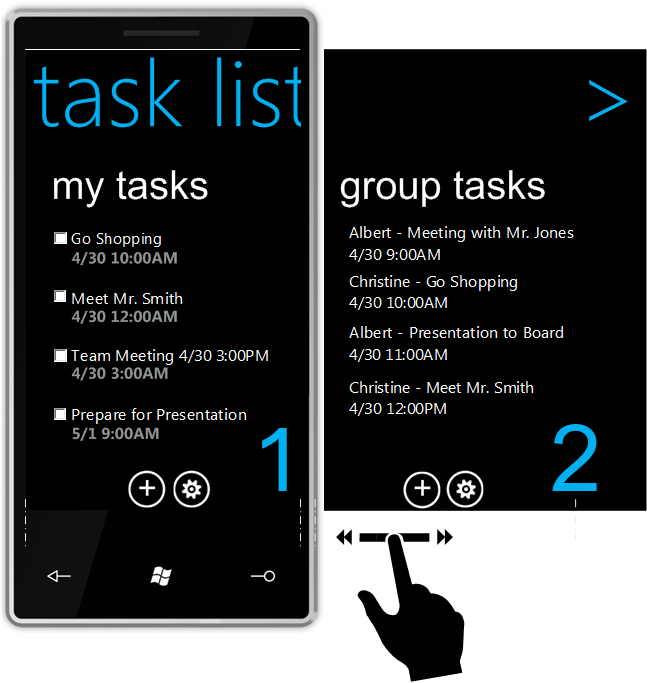 task list
my tasks
Go Shopping
4/30 10:00AM
Meet Mr. Smith
4/30 12:00AM
Team Meeting 4/30 3:00PM
4/30 3:00AM
Prepare for Presentation
5/1 9:00AM
1
>
group tasks
Albert - Meeting with Mr. Jones
4/30 9:00AM
Christine - Go Shopping
4/30 10:00AM
Albert - Presentation to Board
4/30 11:00AM
Christine - Meet Mr. Smith
4/30 12:00PM
2